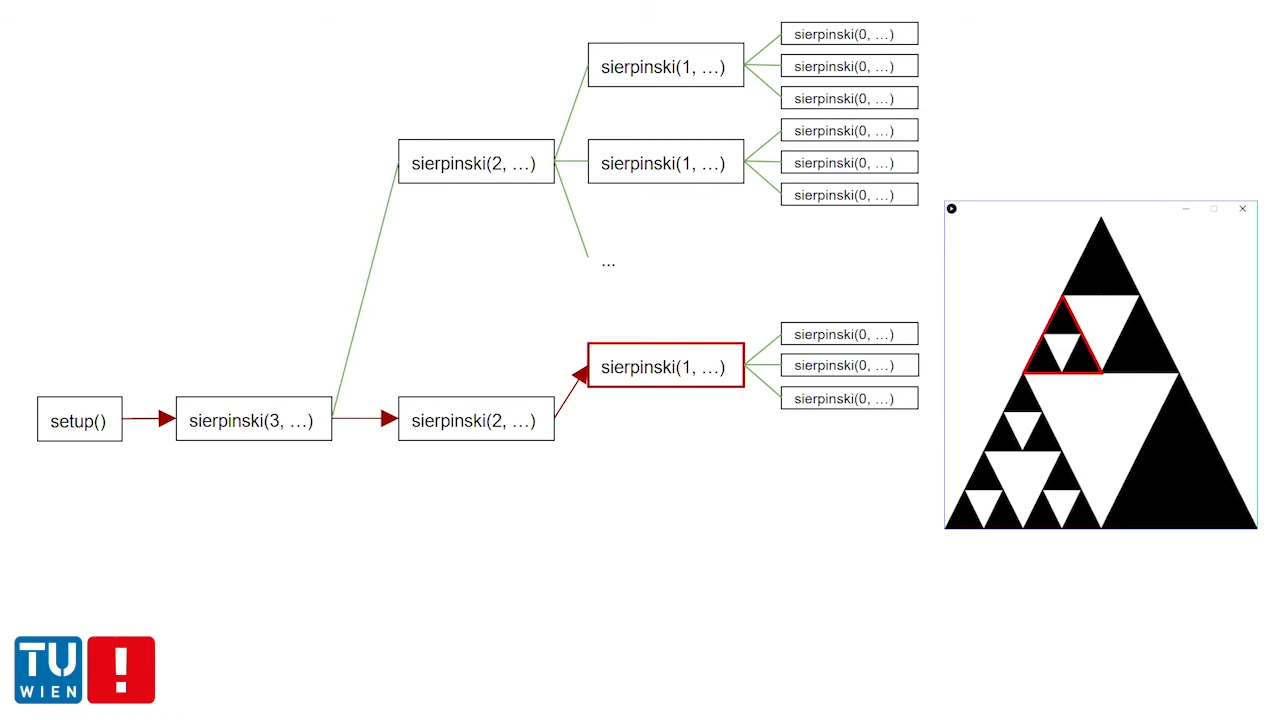 sierpinski(0, …)
sierpinski(1, …)
sierpinski(0, …)
sierpinski(0, …)
sierpinski(0, …)
sierpinski(2, …)
sierpinski(1, …)
sierpinski(0, …)
sierpinski(0, …)
...
sierpinski(0, …)
sierpinski(1, …)
sierpinski(0, …)
sierpinski(0, …)
setup()
sierpinski(3, …)
sierpinski(2, …)
TU
WIEN
!